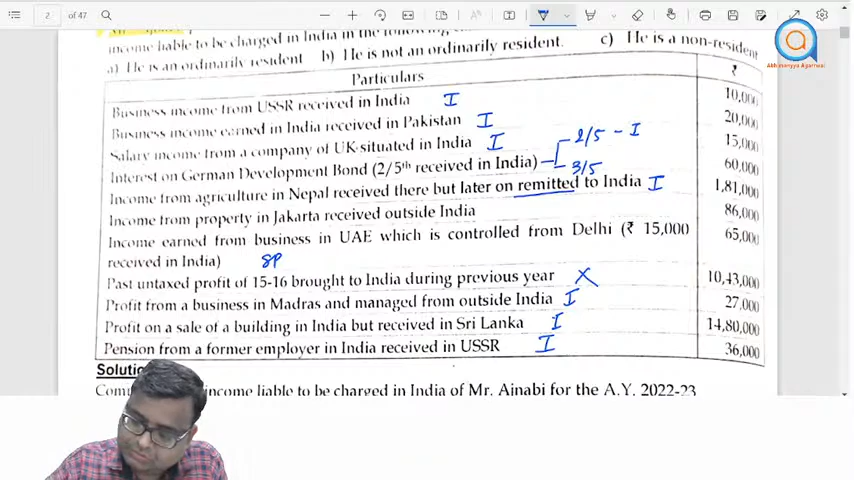 2 of 47
A
Abhimanyu Agarwal
income liable to be charged in India in the following
a) He is an ordinarily resident b) He is not an ordinarily resident. c) He is a non-resident
Particulars ₹
Business income from USSR received in India I 10,000
Business income earned in India received in Pakistan I 20,000
Salary income from a company of UK situated in India I 15,000
Interest on German Development Bond (2/5th received in India) 2/5 - I 3/5 60,000
Income from agriculture in Nepal received there but later on remitted to India I 1,81,000
Income from property in Jakarta received outside India 86,000
Income earned from business in UAE which is controlled from Delhi (₹ 15,000 65,000
received in India) SP
Past untaxed profit of 15-16 brought to India during previous year X 10,43,000
Profit from a business in Madras and managed from outside India I 27,000
Profit on a sale of a building in India but received in Sri Lanka I 14,80,000
Pension from a former employer in India received in USSR I 36,000
Solutio
Com income liable to be charged in India of Mr. Ainabi for the A.Y. 2022-23